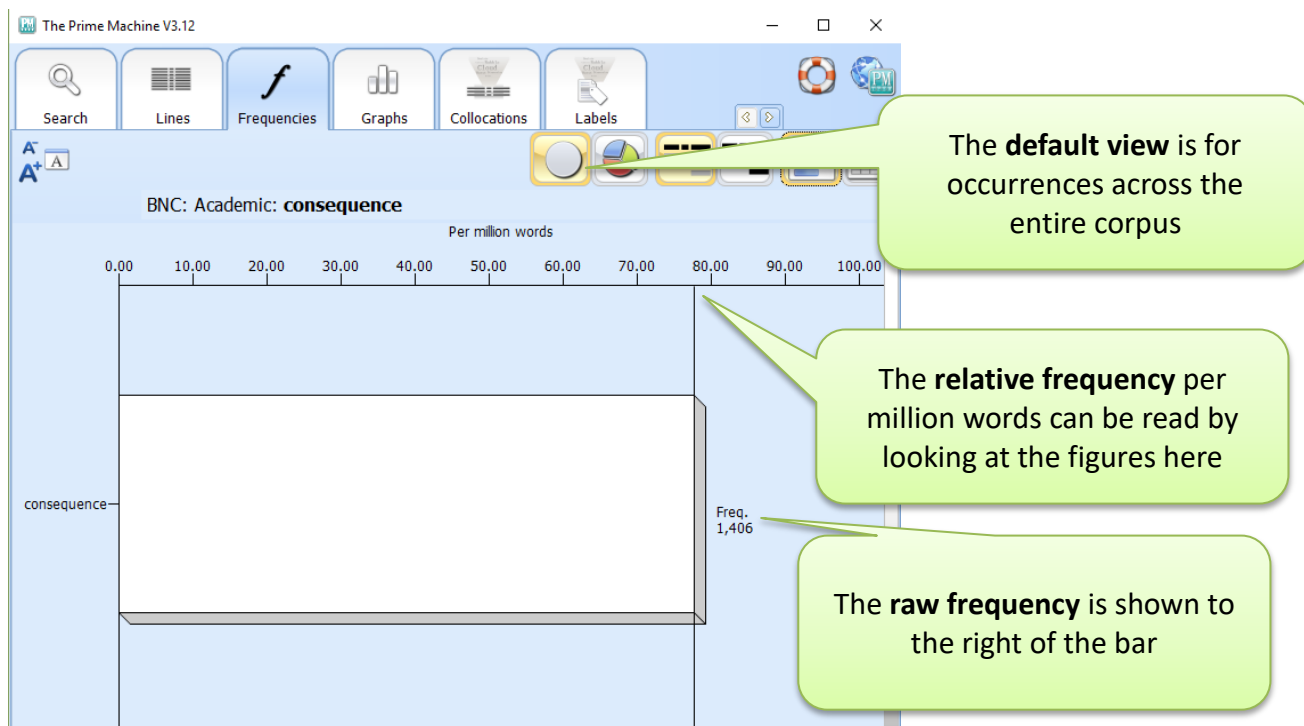 The Prime Machine V3.12
Search
Lines
f
Frequencies
Graphs
Collocations
Labels
PM
A-
A+ A
The default view is for
occurrences across the
entire corpus
BNC: Academic: consequence
Per million words
0.00 10.00 20.00 30.00 40.00 50.00 60.00 70.00 80.00 90.00 100.00
The relative frequency per
million words can be read by
looking at the figures here
consequence
Freq.
1,406
The raw frequency is shown to
the right of the bar